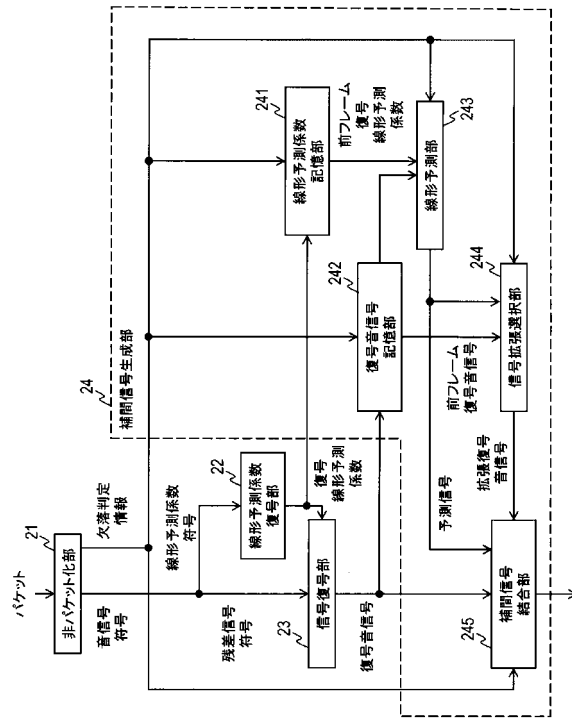 パケット
21
非パケット化部
欠落判定
情報
音信号
符号
線形予測係数
符号
22
線形予測係数
復号部
復号
線形予測
係数
残差信号
符号
23
信号復号部
復号音信号
24
補間信号生成部
241
線形予測係数
記憶部
前フレーム
復号
線形予測
係数
242
復号音信号
記憶部
243
線形予測部
前フレーム
復号音信号
244
信号拡張選択部
予測信号
拡張復号
音信号
245
補間信号
結合部